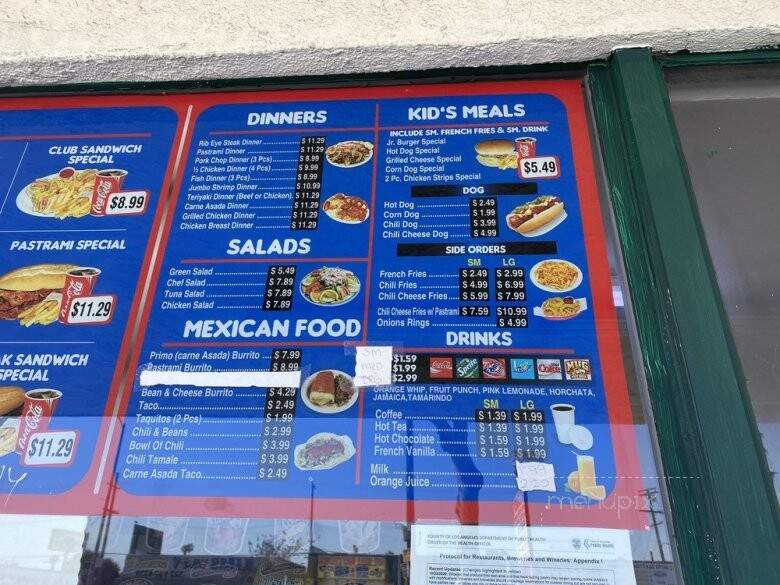 CLUB SANDWICH
SPECIAL
Coca-Cola
$8.99
PASTRAMI SPECIAL
$11.29
SANDWICH
SPECIAL
Coca-Cola
$11.29
DINNERS
Rib Eye Steak Dinner $ 11.29
Pastrami Dinner $ 11.29
Pork Chop Dinner (3 Pcs) $ 8.99
½ Chicken Dinner (4 Pcs) $ 9.99
Fish Dinner (3 Pcs) $ 8.99
Jumbo Shrimp Dinner $ 10.99
Teriyaki Dinner (Beef or Chicken) $ 11.29
Carne Asada Dinner $ 11.29
Grilled Chicken Dinner $ 11.29
Chicken Breast Dinner $ 11.29
SALADS
Green Salad $ 5.49
Chef Salad $ 7.89
Tuna Salad $ 7.89
Chicken Salad $ 7.89
MEXICAN FOOD
Primo (carne Asada) Burrito $ 7.99
Pastrami Burrito $ 8.99
Bean & Cheese Burrito $ 4.29
Taco $ 2.49
Taquitos (2 Pcs) $ 1.99
Chili & Beans $ 2.99
Bowl Of Chili $ 3.99
Chili Tamale $ 3.99
Carne Asada Taco $ 2.49
KID'S MEALS
INCLUDE SM. FRENCH FRIES & SM. DRINK
Jr. Burger Special
Hot Dog Special
Grilled Cheese Special
Corn Dog Special
2 Pc. Chicken Strips Special
$5.49
DOG
Hot Dog $ 2.49
Corn Dog $ 1.99
Chili Dog $ 3.99
Chili Cheese Dog $ 4.99
SIDE ORDERS
SM LG
French Fries $ 2.49 $ 2.99
Chili Fries $ 4.99 $ 6.99
Chili Cheese Fries $ 5.99 $ 7.99
Chili Cheese Fries w/ Pastrami $ 7.59 $10.99
Onions Rings $ 4.99
DRINKS
SM $1.59
MED $1.99
$2.99
Coca-Cola Sprite
ORANGE WHIP, FRUIT PUNCH, PINK LEMONADE, HORCHATA,
JAMAICA,TAMARINDO
SM LG
Coffee $ 1.39 $ 1.99
Hot Tea $ 1.39 $ 1.99
Hot Chocolate $ 1.59 $ 1.99
French Vanilla $ 1.59 $ 1.99
Milk
Orange Juice
menupix
COUNTY OF LOS ANGELES DEPARTMENT OF PUBLIC HEALTH
ORDER OF THE HEALTH OFFICER
Protocol for Restaurants, Breweries and Wineries: Appendix I